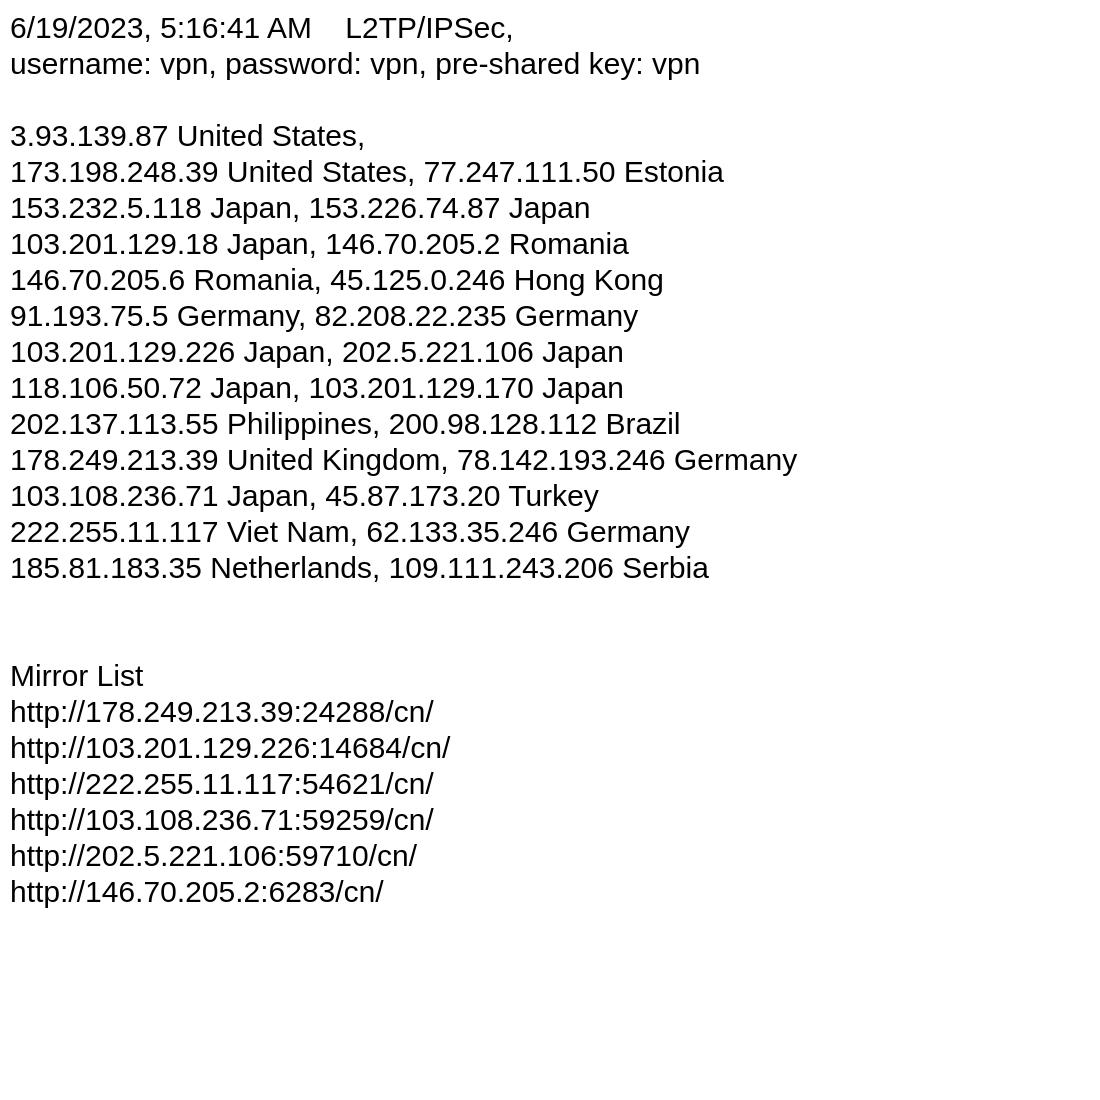 6/19/2023, 5:16:41 AM    L2TP/IPSec,
username: vpn, password: vpn, pre-shared key: vpn
3.93.139.87 United States,
173.198.248.39 United States, 77.247.111.50 Estonia
153.232.5.118 Japan, 153.226.74.87 Japan
103.201.129.18 Japan, 146.70.205.2 Romania
146.70.205.6 Romania, 45.125.0.246 Hong Kong
91.193.75.5 Germany, 82.208.22.235 Germany
103.201.129.226 Japan, 202.5.221.106 Japan
118.106.50.72 Japan, 103.201.129.170 Japan
202.137.113.55 Philippines, 200.98.128.112 Brazil
178.249.213.39 United Kingdom, 78.142.193.246 Germany
103.108.236.71 Japan, 45.87.173.20 Turkey
222.255.11.117 Viet Nam, 62.133.35.246 Germany
185.81.183.35 Netherlands, 109.111.243.206 Serbia
Mirror List
http://178.249.213.39:24288/cn/
http://103.201.129.226:14684/cn/
http://222.255.11.117:54621/cn/
http://103.108.236.71:59259/cn/
http://202.5.221.106:59710/cn/
http://146.70.205.2:6283/cn/